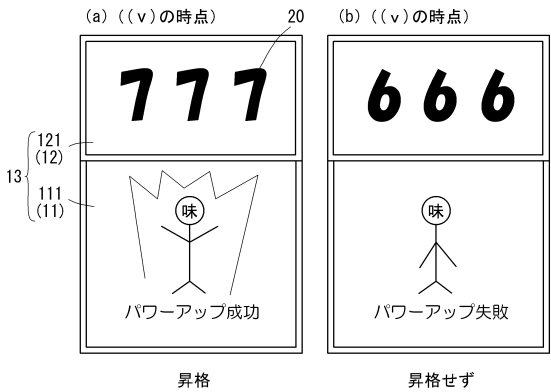 (a) ((ⅴ)の時点)
20
(b) ((ⅴ)の時点)
777
666
121
(12)
13
111
(11)
味
味
パワーアップ成功
パワーアップ失敗
昇格
昇格せず